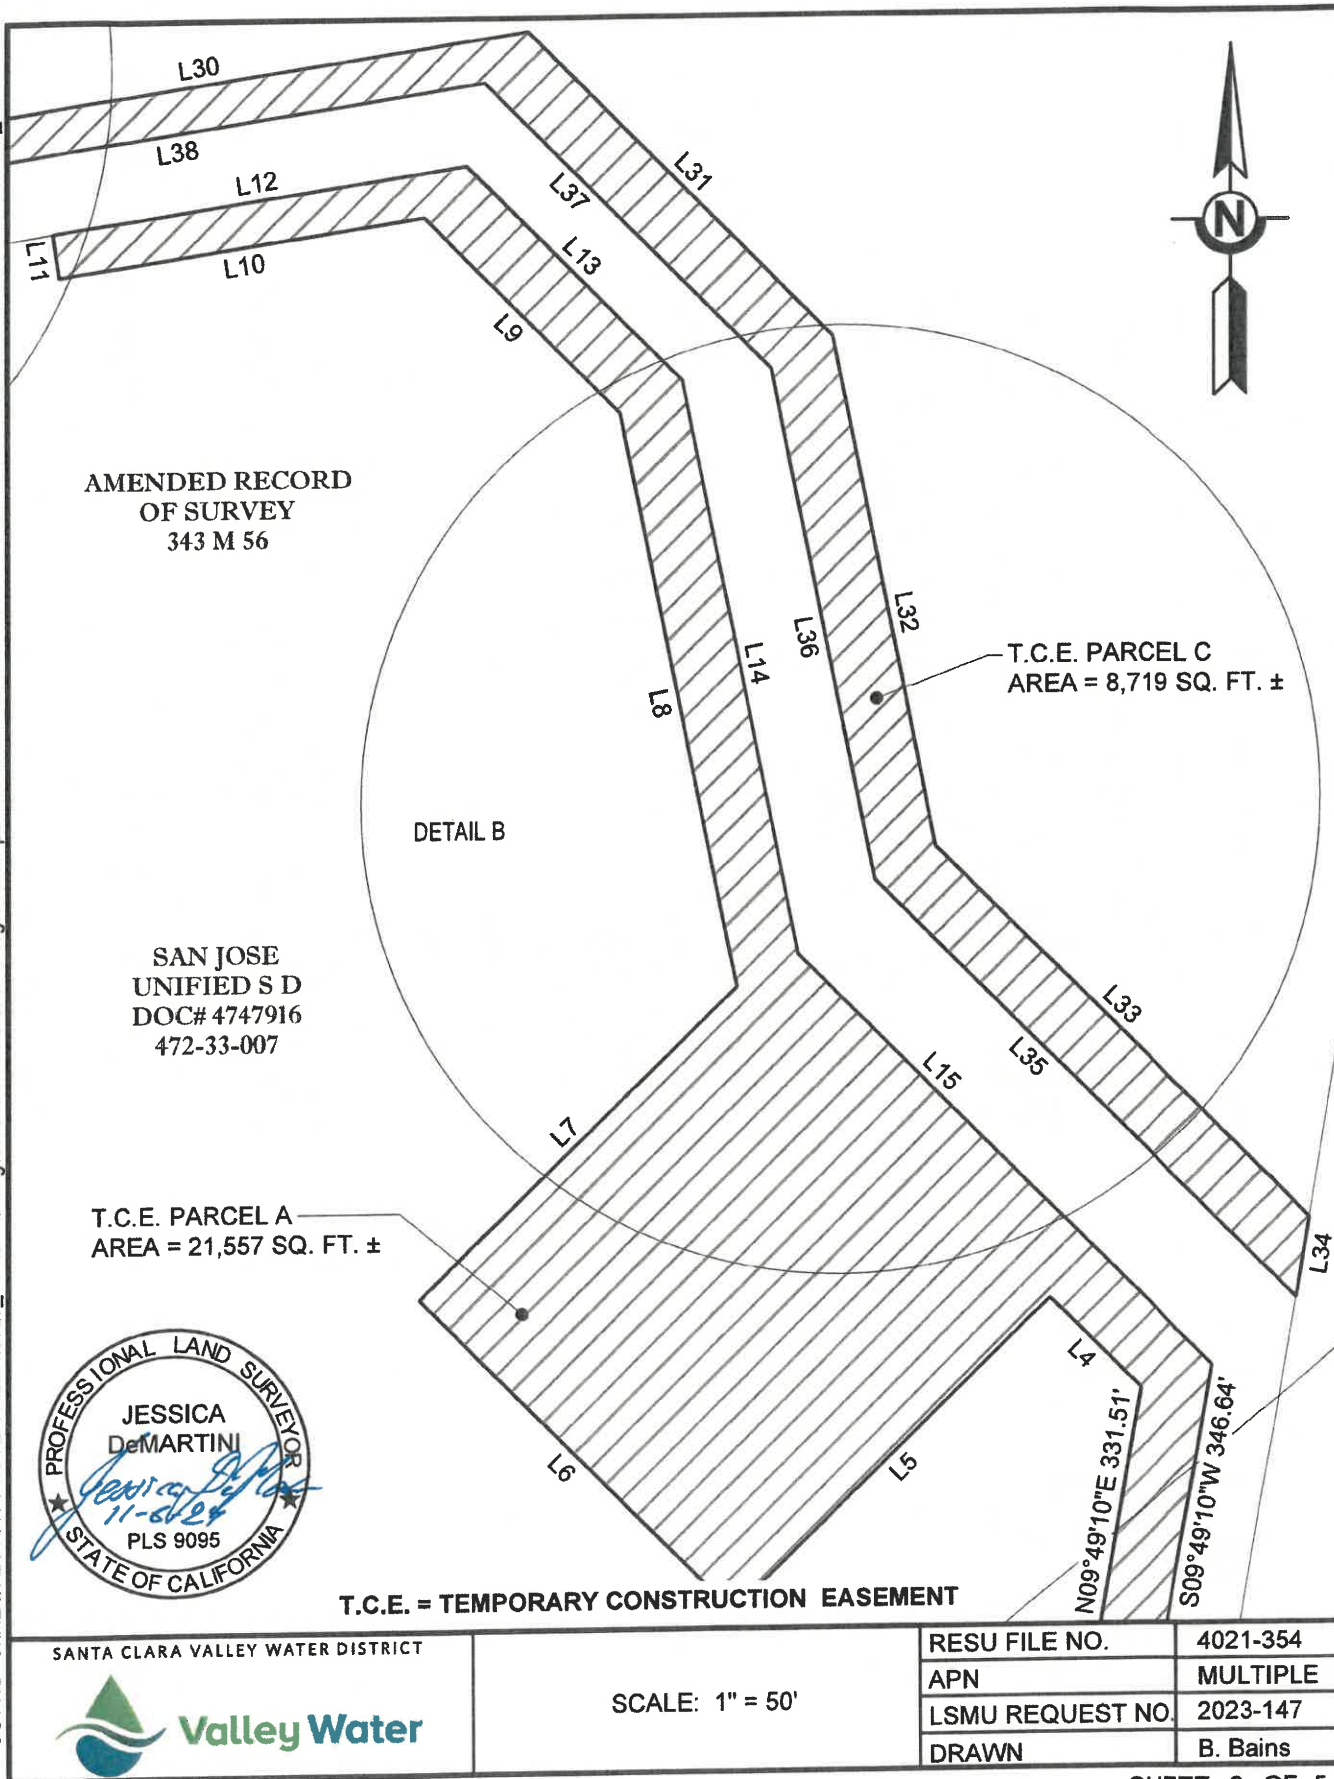 L30
L38
L12
L11
L10
L31
L37
L13
L9
N
AMENDED RECORD
OF SURVEY
343 M 56
L32
L36
L14
L8
T.C.E. PARCEL C
AREA = 8,719 SQ. FT. ±
DETAIL B
SAN JOSE
UNIFIED S D
DOC# 4747916
472-33-007
L33
L35
L15
L7
T.C.E. PARCEL A
AREA = 21,557 SQ. FT. ±
L34
L4
L5
L6
N09°49'10"E 331.51'
S09°49'10"W 346.64'
PROFESSIONAL LAND SURVEYOR
JESSICA
DeMARTINI
11-6-24
PLS 9095
STATE OF CALIFORNIA
T.C.E. = TEMPORARY CONSTRUCTION EASEMENT
SANTA CLARA VALLEY WATER DISTRICT
Valley Water
SCALE: 1" = 50'
RESU FILE NO. 4021-354
APN MULTIPLE
LSMU REQUEST NO. 2023-147
DRAWN B. Bains